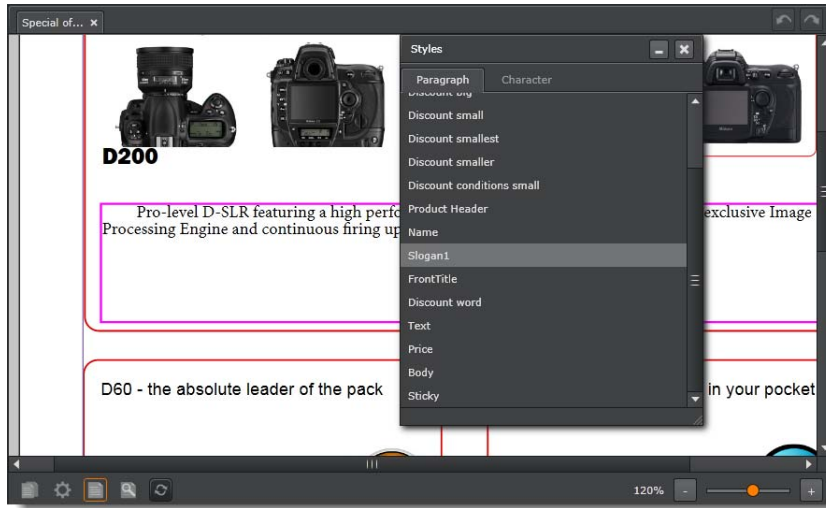 Special of...
Styles
Paragraph Character
Discount big
Discount small
Discount smallest
Discount smaller
Discount conditions small
Product Header
Name
Slogan1
FrontTitle
Discount word
Text
Price
Body
Sticky
D200
Pro-level D-SLR featuring a high perfo exclusive Image
Processing Engine and continuous firing up
D60 - the absolute leader of the pack in your pocket
120% - +